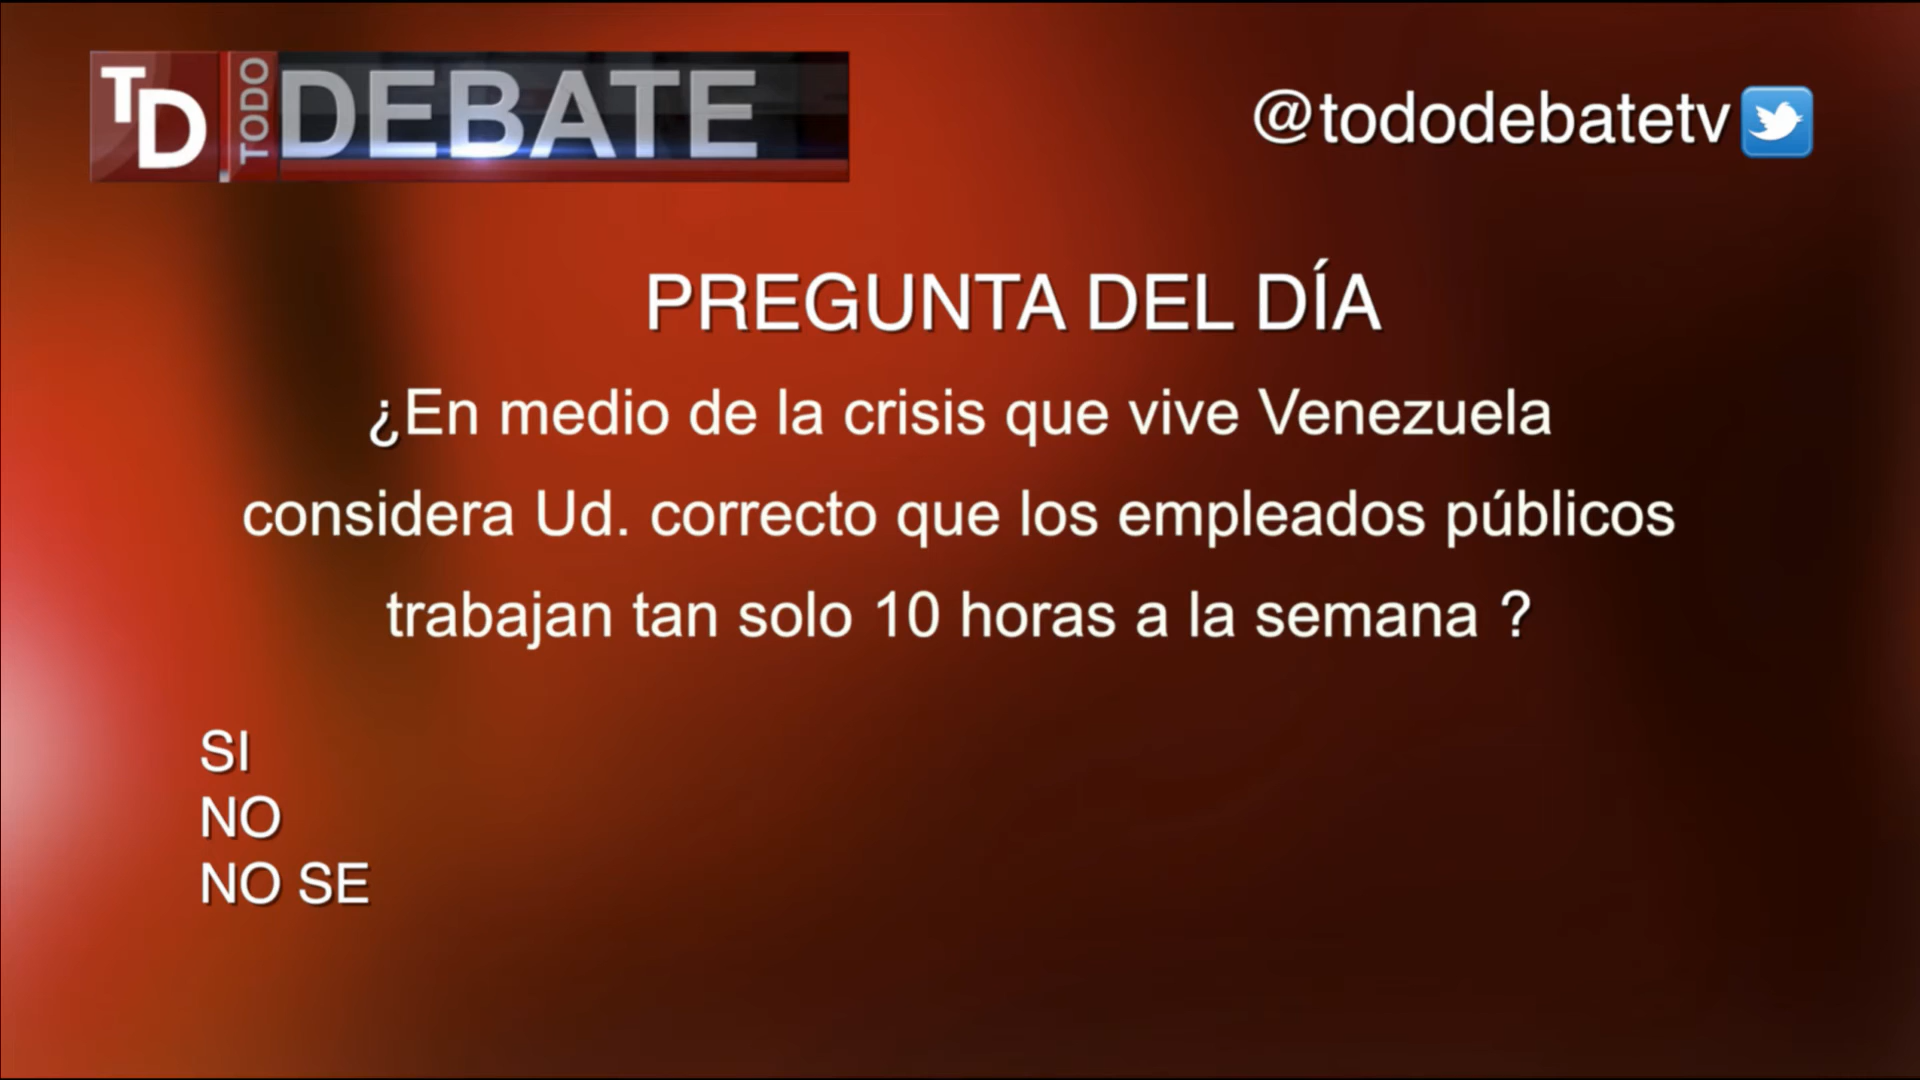 TD TODO DEBATE
@tododebatetv
PREGUNTA DEL DÍA
¿En medio de la crisis que vive Venezuela
considera Ud. correcto que los empleados públicos
trabajan tan solo 10 horas a la semana ?
SI
NO
NO SE